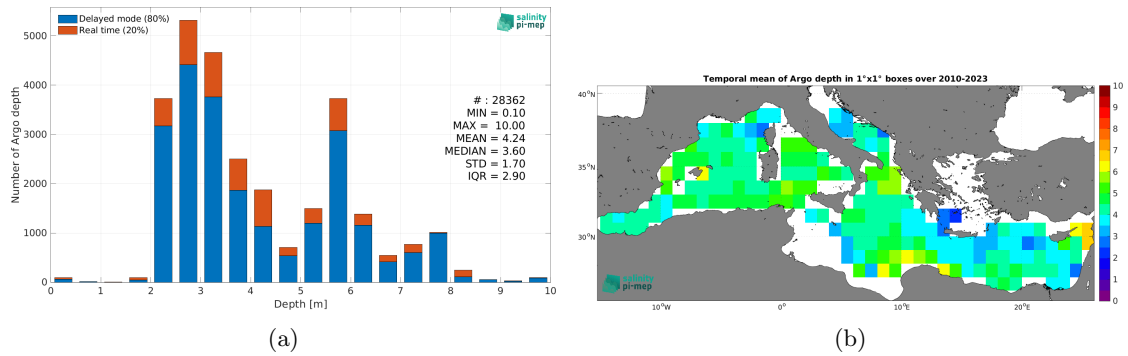 Delayed mode (80%)
Real time (20%)
salinity
pi-mep
# : 28362
MIN = 0.10
MAX = 10.00
MEAN = 4.24
MEDIAN = 3.60
STD = 1.70
IQR = 2.90
Number of Argo depth
5000
4000
3000
2000
1000
0
0 1 2 3 4 5 6 7 8 9 10
Depth [m]
(a)
Temporal mean of Argo depth in 1°x1° boxes over 2010-2023
40°N
35°N
30°N
10°W 0° 10°E 20°E
salinity
pi-mep
10
9
8
7
6
5
4
3
2
1
0
(b)